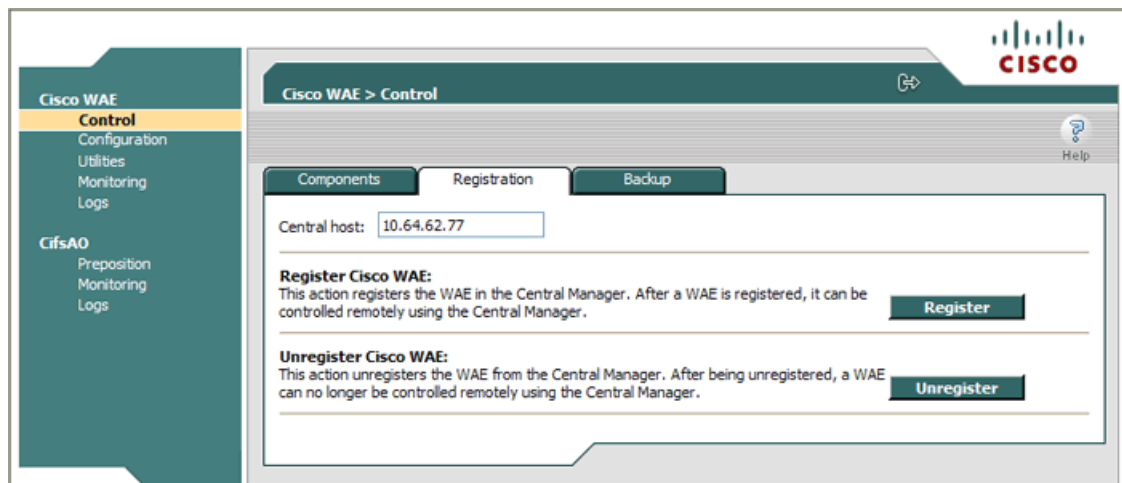 CISCO
Cisco WAE
Control
Configuration
Utilities
Monitoring
Logs
CifsAO
Preposition
Monitoring
Logs
Cisco WAE > Control
Help
Components
Registration
Backup
Central host: 10.64.62.77
Register Cisco WAE:
This action registers the WAE in the Central Manager. After a WAE is registered, it can be
controlled remotely using the Central Manager.
Register
Unregister Cisco WAE:
This action unregisters the WAE from the Central Manager. After being unregistered, a WAE
can no longer be controlled remotely using the Central Manager.
Unregister